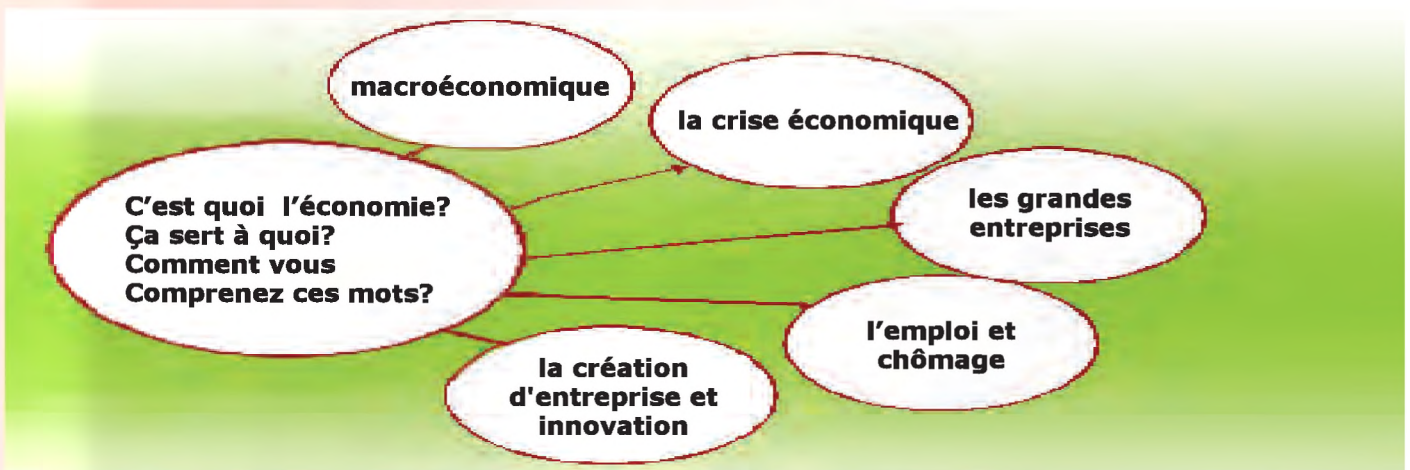 macroéconomique
la crise économique
les grandes
entreprises
C'est quoi l'économie?
Ça sert à quoi?
Comment vous
Comprenez ces mots?
l'emploi et
chômage
la création
d'entreprise et
innovation